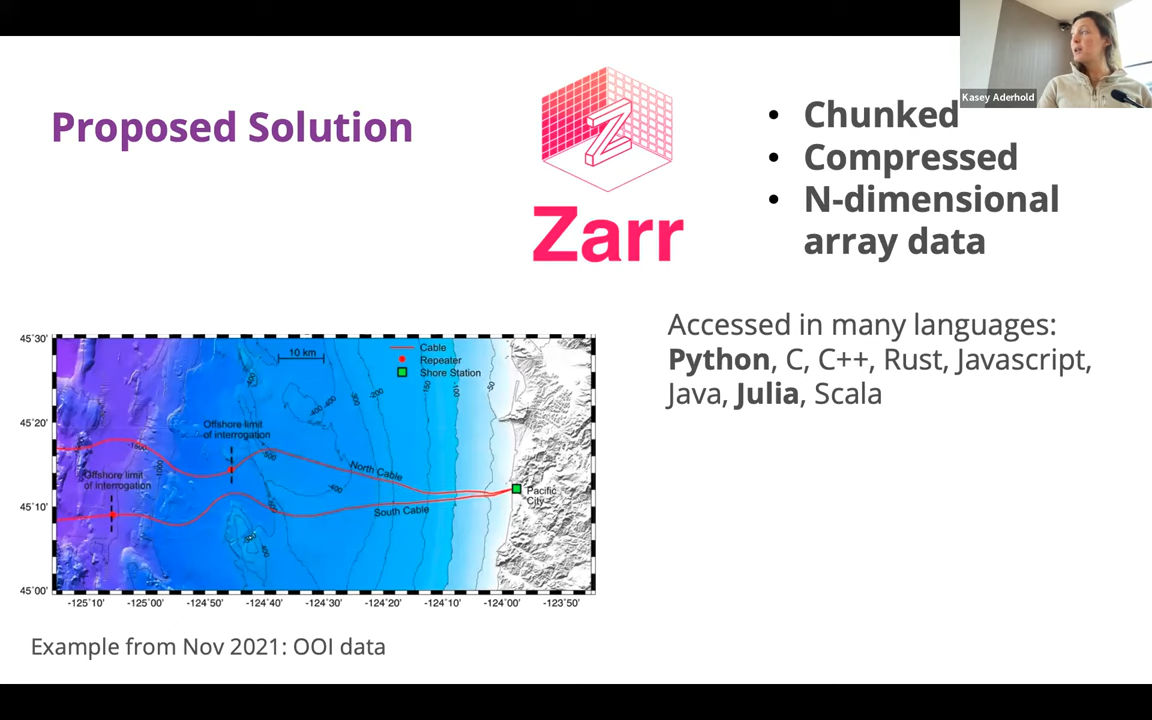 Kasey Aderhold
Proposed Solution
Z
Zarr
• Chunked
• Compressed
• N-dimensional
array data
Accessed in many languages:
Python, C, C++, Rust, Javascript,
Java, Julia, Scala
45°30'
45°20'
45°10'
45°00'
10 km
Cable
Repeater
Shore Station
Offshore limit
of interrogation
Offshore limit
of interrogation
North Cable
South Cable
Pacific
City
-125°10'
-125°00'
-124°50'
-124°40'
-124°30'
-124°20'
-124°10'
-124°00'
-123°50'
Example from Nov 2021: OOI data